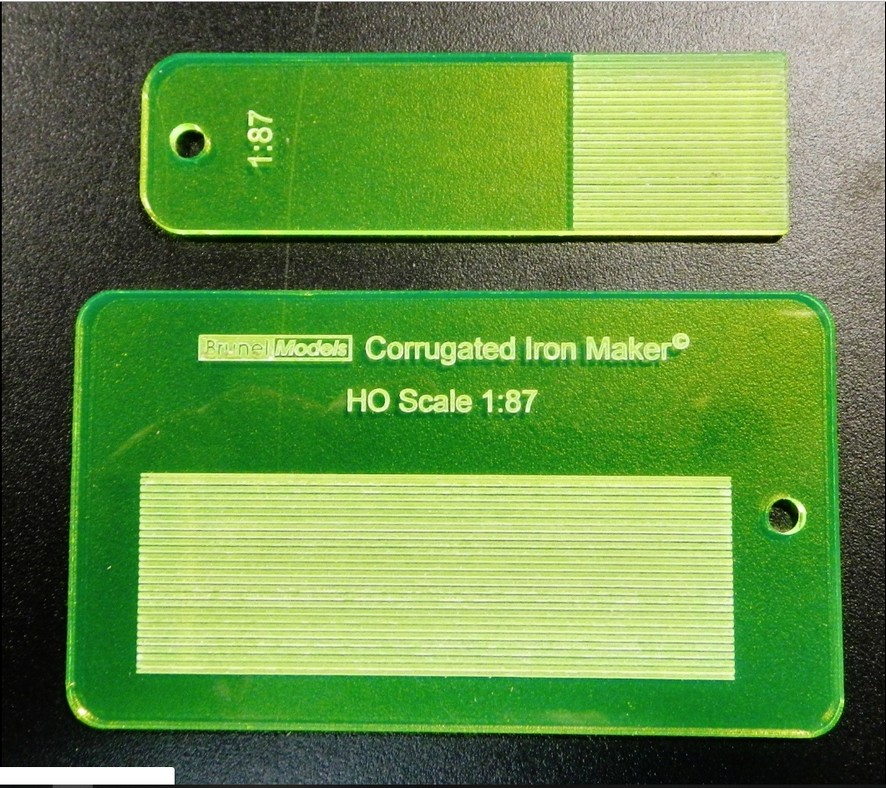 1:87
Brunel Models Corrugated Iron Maker©
HO Scale 1:87